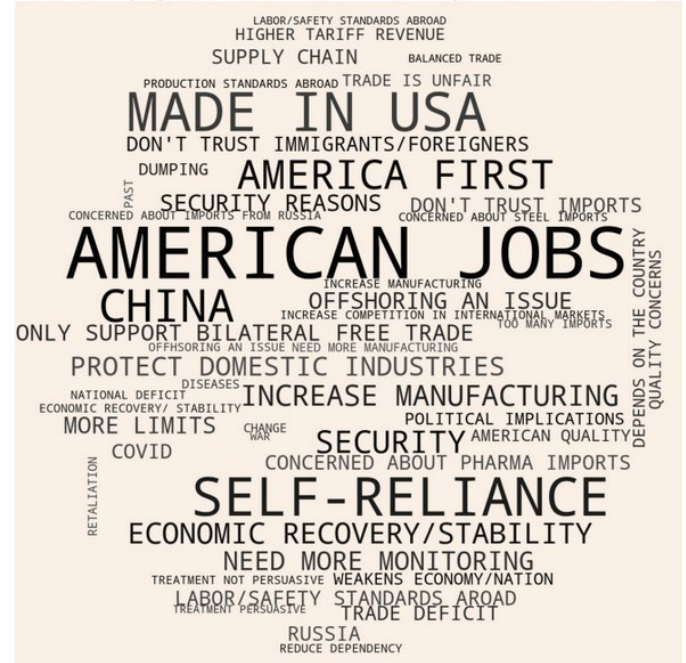 LABOR/SAFETY STANDARDS ABROAD
HIGHER TARIFF REVENUE
SUPPLY CHAIN
BALANCED TRADE
PRODUCTION STANDARDS ABROAD
TRADE IS UNFAIR
MADE IN USA
DON'T TRUST IMMIGRANTS/FOREIGNERS
DUMPING
AMERICA FIRST
PAST
SECURITY REASONS
DON'T TRUST IMPORTS
CONCERNED ABOUT IMPORTS FROM RUSSIA
CONCERNED ABOUT STEEL IMPORTS
AMERICAN JOBS
DEPENDS ON THE COUNTRY
QUALITY CONCERNS
INCREASE MANUFACTURING
CHINA
OFFSHORING AN ISSUE
INCREASE COMPETITION IN INTERNATIONAL MARKETS
TOO MANY IMPORTS
ONLY SUPPORT BILATERAL FREE TRADE
OFFHSORING AN ISSUE NEED MORE MANUFACTURING
PROTECT DOMESTIC INDUSTRIES
DISEASES
NATIONAL DEFICIT
INCREASE MANUFACTURING
ECONOMIC RECOVERY/ STABILITY
MORE LIMITS
CHANGE
WAR
POLITICAL IMPLICATIONS
SECURITY
AMERICAN QUALITY
COVID
CONCERNED ABOUT PHARMA IMPORTS
RETALIATION
SELF-RELIANCE
ECONOMIC RECOVERY/STABILITY
NEED MORE MONITORING
TREATMENT NOT PERSUASIVE
WEAKENS ECONOMY/NATION
LABOR/SAFETY STANDARDS AROAD
TREATMENT PERSUASIVE
TRADE DEFICIT
RUSSIA
REDUCE DEPENDENCY